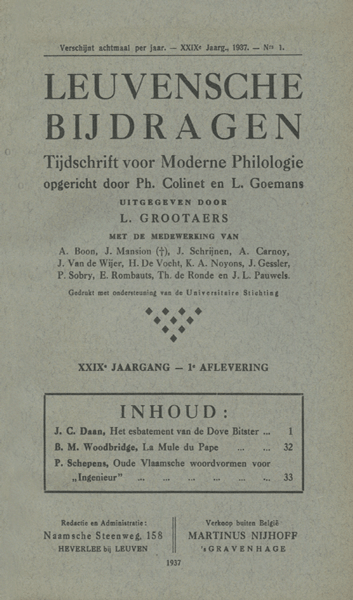 Verschijnt achtmaal per jaar. — XXIXe Jaarg., 1937. — Nrs 1.
LEUVENSCHE
BIJDRAGEN
Tijdschrift voor Moderne Philologie
opgericht door Ph. Colinet en L. Goemans
UITGEGEVEN DOOR
L. GROOTAERS
MET DE MEDEWERKING VAN
A. Boon, J. Mansion (†), J. Schrijnen, A. Carnoy,
J. Van de Wijer, H. De Vocht, K. A. Noyons, J. Gessler,
P. Sobry, E. Rombauts, Th. de Ronde en J. L. Pauwels.
Gedrukt met ondersteuning van de Universitaire Stichting
XXIXe JAARGANG — 1e AFLEVERING
INHOUD :
J. C. Daan, Het esbatement van de Dove Bitster ... 1
B. M. Woodbridge, La Mule du Pape ... ... 32
P. Schepens, Oude Vlaamsche woordvormen voor
„Ingenieur" ... ... ... ... ... ... ... 33
Redactie en Administratie :
Naamsche Steenweg, 158
HEVERLEE bij LEUVEN
Verkoop buiten België
MARTINUS NIJHOFF
's GRAVENHAGE
1937